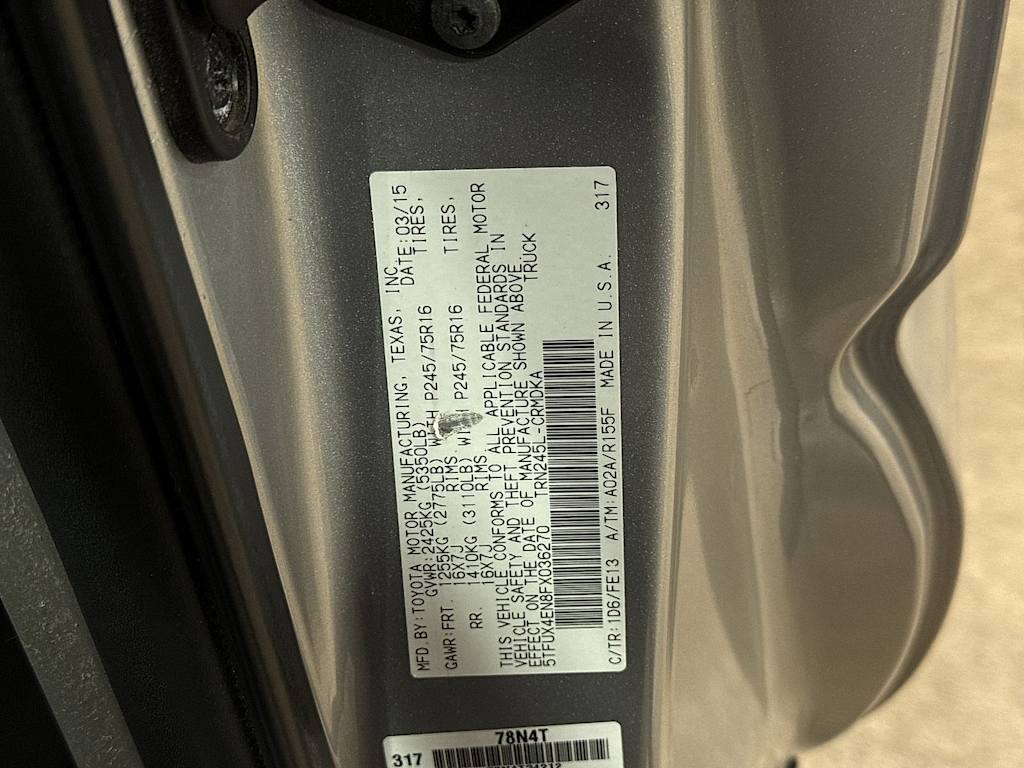 MFD.BY:TOYOTA MOTOR MANUFACTURING, TEXAS, INC.
GVWR:2425KG (5550LB) DATE:03/15
GAWR:FRT. 1255KG (2775LB) WITH P245/75R16 TIRES,
16X7J RIMS.
RR. 1410KG (3110LB) WITH P245/75R16 TIRES,
16X7J RIMS.
THIS VEHICLE CONFORMS TO ALL APPLICABLE FEDERAL MOTOR
VEHICLE SAFETY AND THEFT PREVENTION STANDARDS IN
EFFECT ON THE DATE OF MANUFACTURE SHOWN ABOVE.
5TFUX4EN8FX036270 TRN245L-CRMDKA TRUCK
C/TR:1D6/FE13 A/TM:A02A/R155F MADE IN U.S.A. 317
78N4T
317